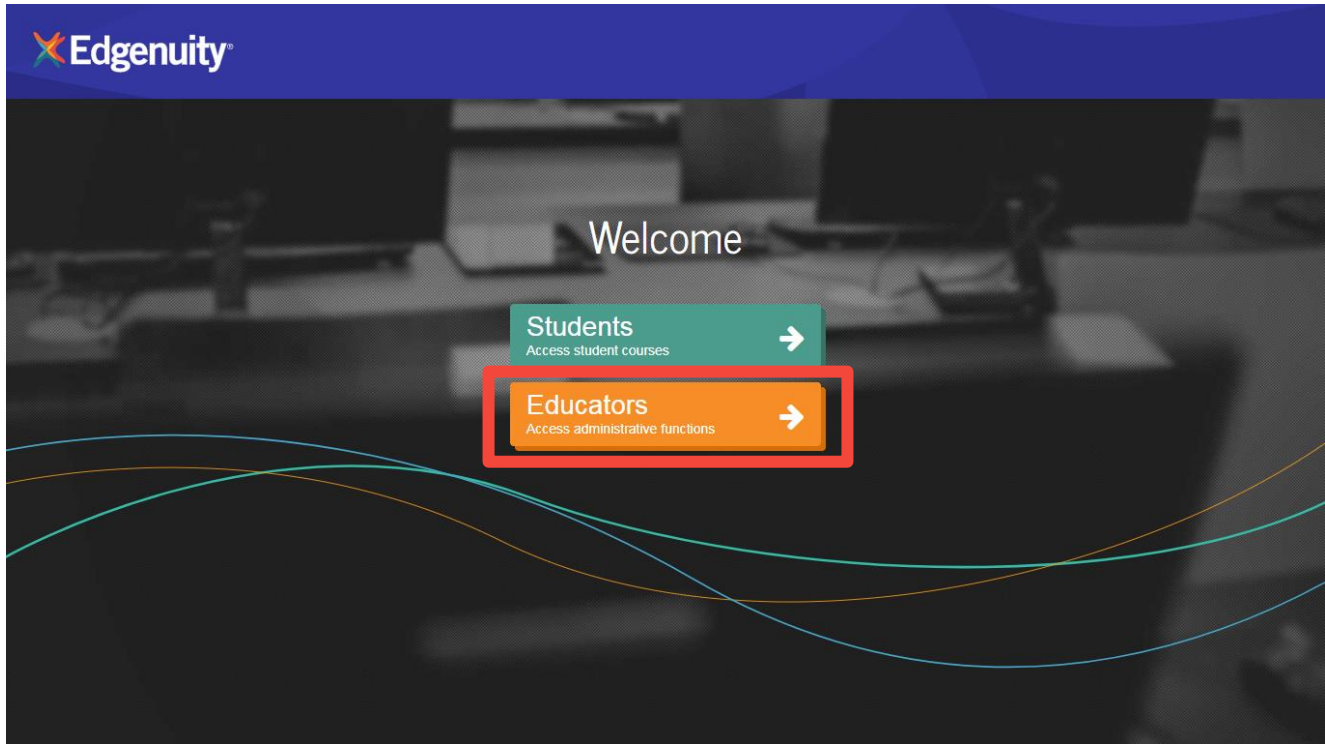 Edgenuity®
Welcome
Students
Access student courses
Educators
Access administrative functions